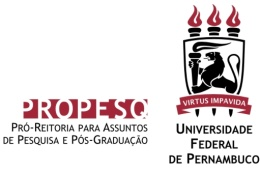 PROPESQ
PRÓ-REITORIA PARA ASSUNTOS
DE PESQUISA E PÓS-GRADUAÇÃO
VIRTUS IMPAVIDA
UNIVERSIDADE
FEDERAL
DE PERNAMBUCO